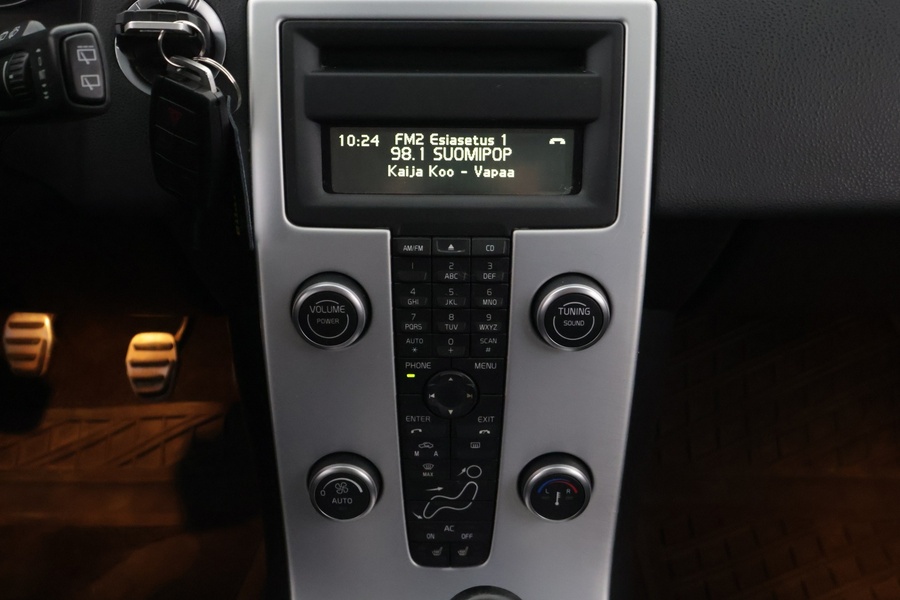 10:24 FM2 Esiasetus 1
98.1 SUOMIPOP
Kaija Koo - Vapaa
AM/FM CD
1 2 3
ABC DEF
4 5 6
GHI JKL MNO
7 8 9
PQRS TUV WXYZ
AUTO 0 SCAN
* + #
VOLUME
POWER
TUNING
SOUND
PHONE MENU
ENTER EXIT
M A
MAX
AUTO
L R
AC
ON OFF